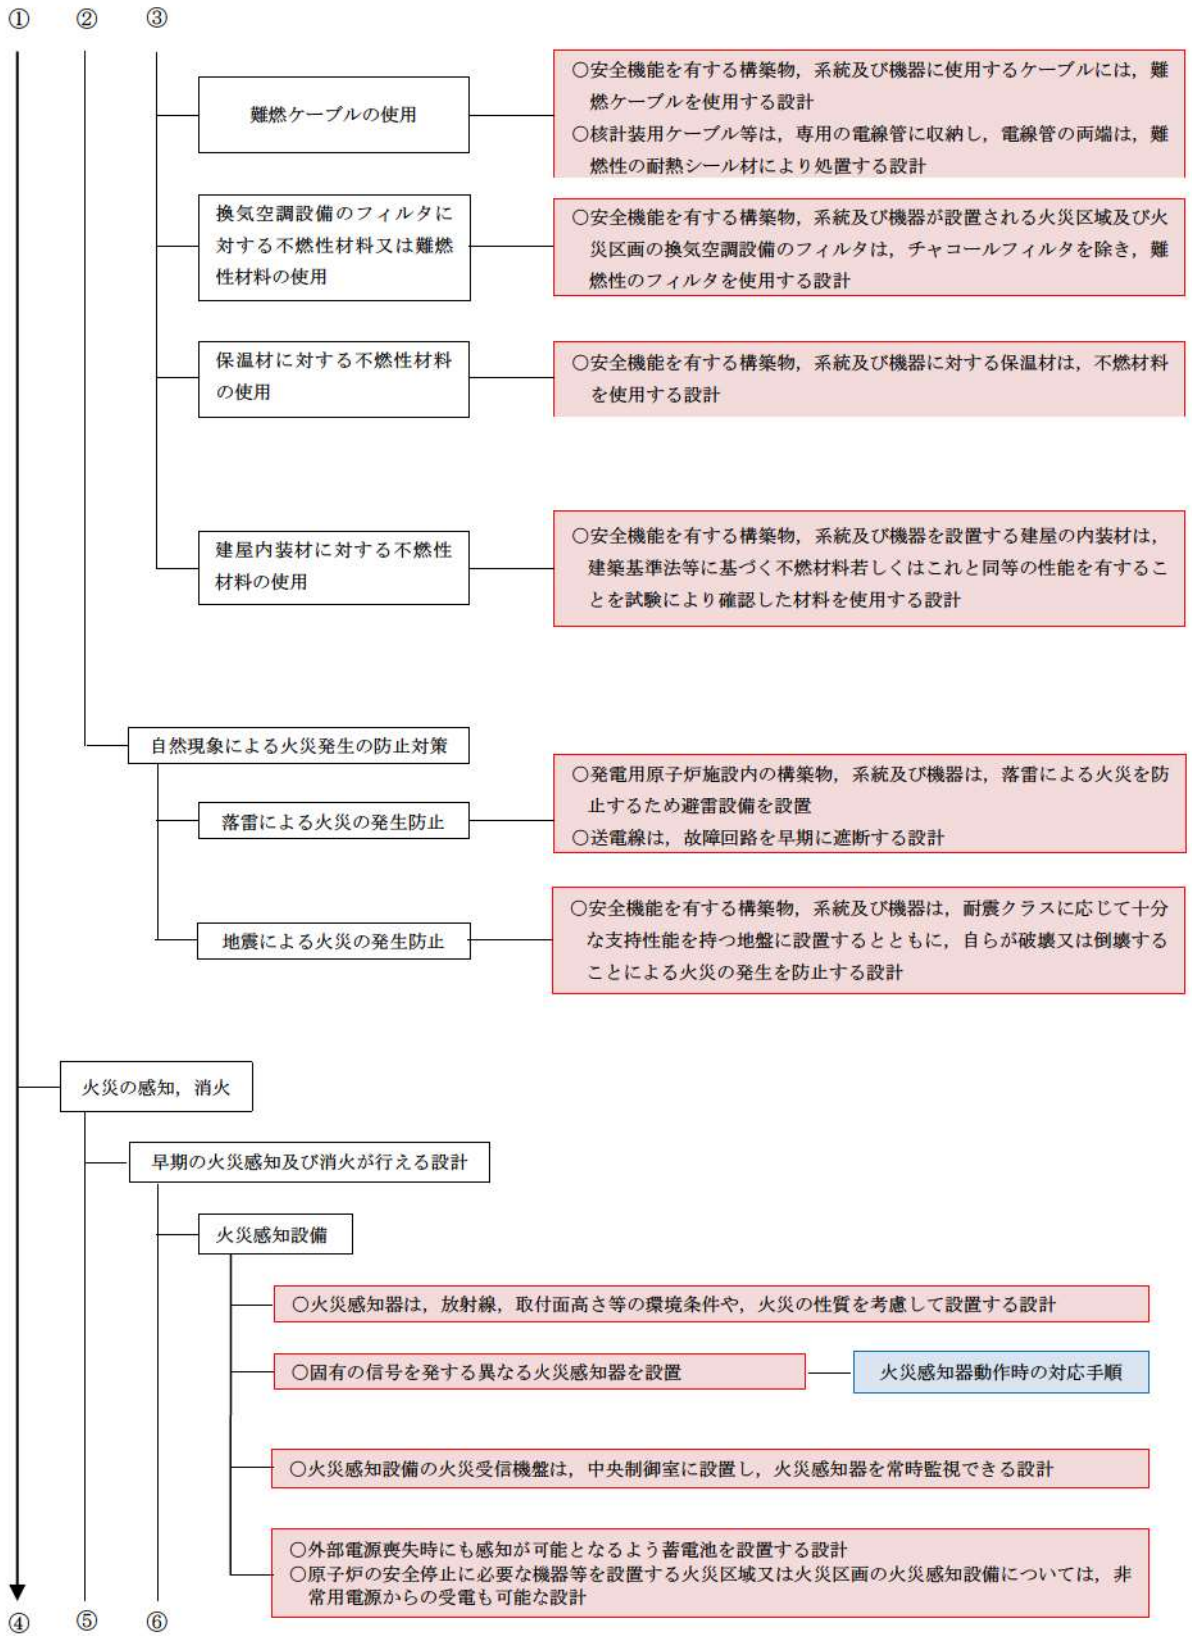 ① ② ③
難燃ケーブルの使用
○安全機能を有する構築物，系統及び機器に使用するケーブルには，難
燃ケーブルを使用する設計
○核計装用ケーブル等は，専用の電線管に収納し，電線管の両端は，難
燃性の耐熱シール材により処置する設計
換気空調設備のフィルタに
対する不燃性材料又は難燃
性材料の使用
○安全機能を有する構築物，系統及び機器が設置される火災区域及び火
災区画の換気空調設備のフィルタは，チャコールフィルタを除き，難
燃性のフィルタを使用する設計
保温材に対する不燃性材料
の使用
○安全機能を有する構築物，系統及び機器に対する保温材は，不燃材料
を使用する設計
建屋内装材に対する不燃性
材料の使用
○安全機能を有する構築物，系統及び機器を設置する建屋の内装材は，
建築基準法等に基づく不燃材料若しくはこれと同等の性能を有するこ
とを試験により確認した材料を使用する設計
自然現象による火災発生の防止対策
落雷による火災の発生防止
○発電用原子炉施設内の構築物，系統及び機器は，落雷による火災を防
止するため避雷設備を設置
○送電線は，故障回路を早期に遮断する設計
地震による火災の発生防止
○安全機能を有する構築物，系統及び機器は，耐震クラスに応じて十分
な支持性能を持つ地盤に設置するとともに，自らが破壊又は倒壊する
ことによる火災の発生を防止する設計
火災の感知，消火
早期の火災感知及び消火が行える設計
火災感知設備
○火災感知器は，放射線，取付面高さ等の環境条件や，火災の性質を考慮して設置する設計
○固有の信号を発する異なる火災感知器を設置
火災感知器動作時の対応手順
○火災感知設備の火災受信機盤は，中央制御室に設置し，火災感知器を常時監視できる設計
○外部電源喪失時にも感知が可能となるよう蓄電池を設置する設計
○原子炉の安全停止に必要な機器等を設置する火災区域又は火災区画の火災感知設備については，非
常用電源からの受電も可能な設計
④ ⑤ ⑥